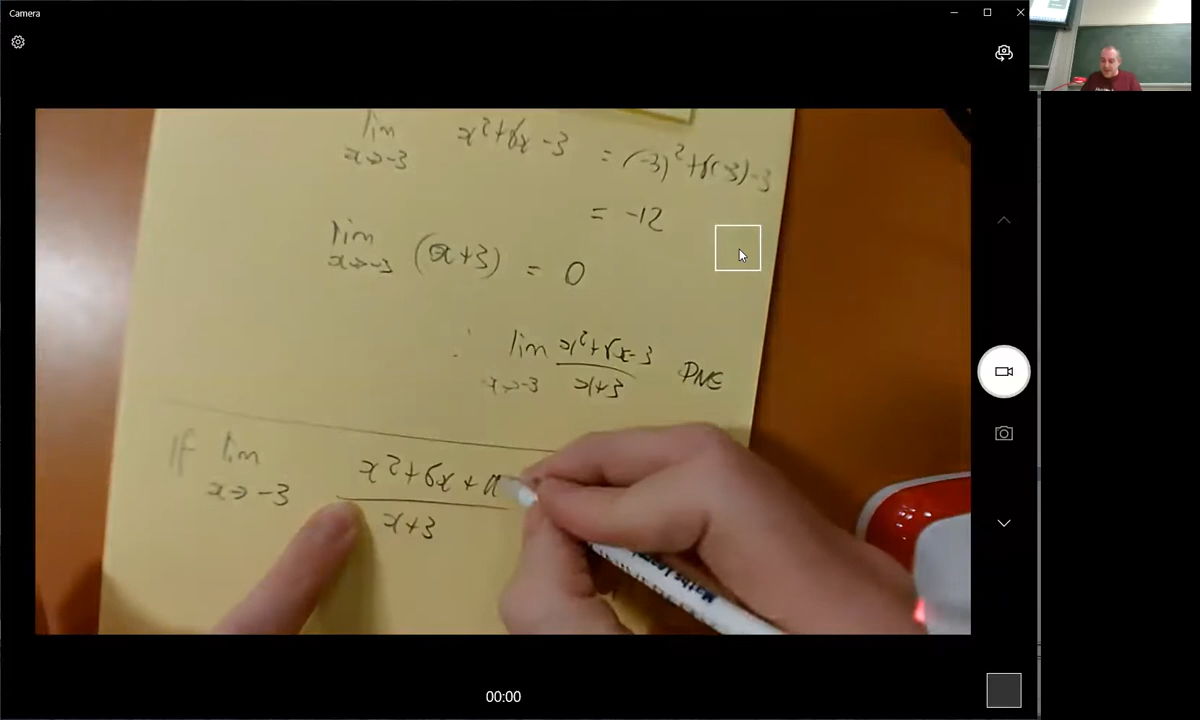 Camera
lim x→-3 x²+6x-3 = (-3)²+6(-3)-3
= -12
lim x→-3 (x+3) = 0
∴ lim x→-3 x²+6x-3 / x+3 DNE
If lim x→-3 x²+6x+a / x+3
00:00